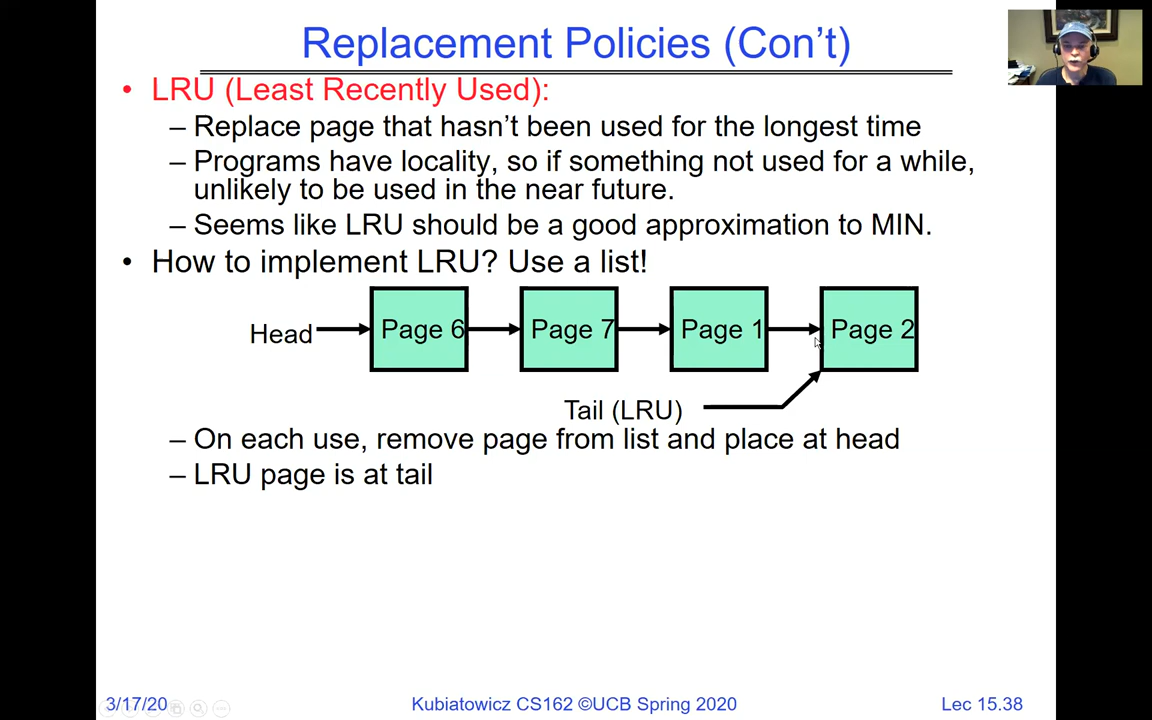 Replacement Policies (Con’t)
• LRU (Least Recently Used):
– Replace page that hasn’t been used for the longest time
– Programs have locality, so if something not used for a while,
unlikely to be used in the near future.
– Seems like LRU should be a good approximation to MIN.
• How to implement LRU? Use a list!
Head Page 6 Page 7 Page 1 Page 2
Tail (LRU)
– On each use, remove page from list and place at head
– LRU page is at tail
3/17/20 Kubiatowicz CS162 ©UCB Spring 2020 Lec 15.38